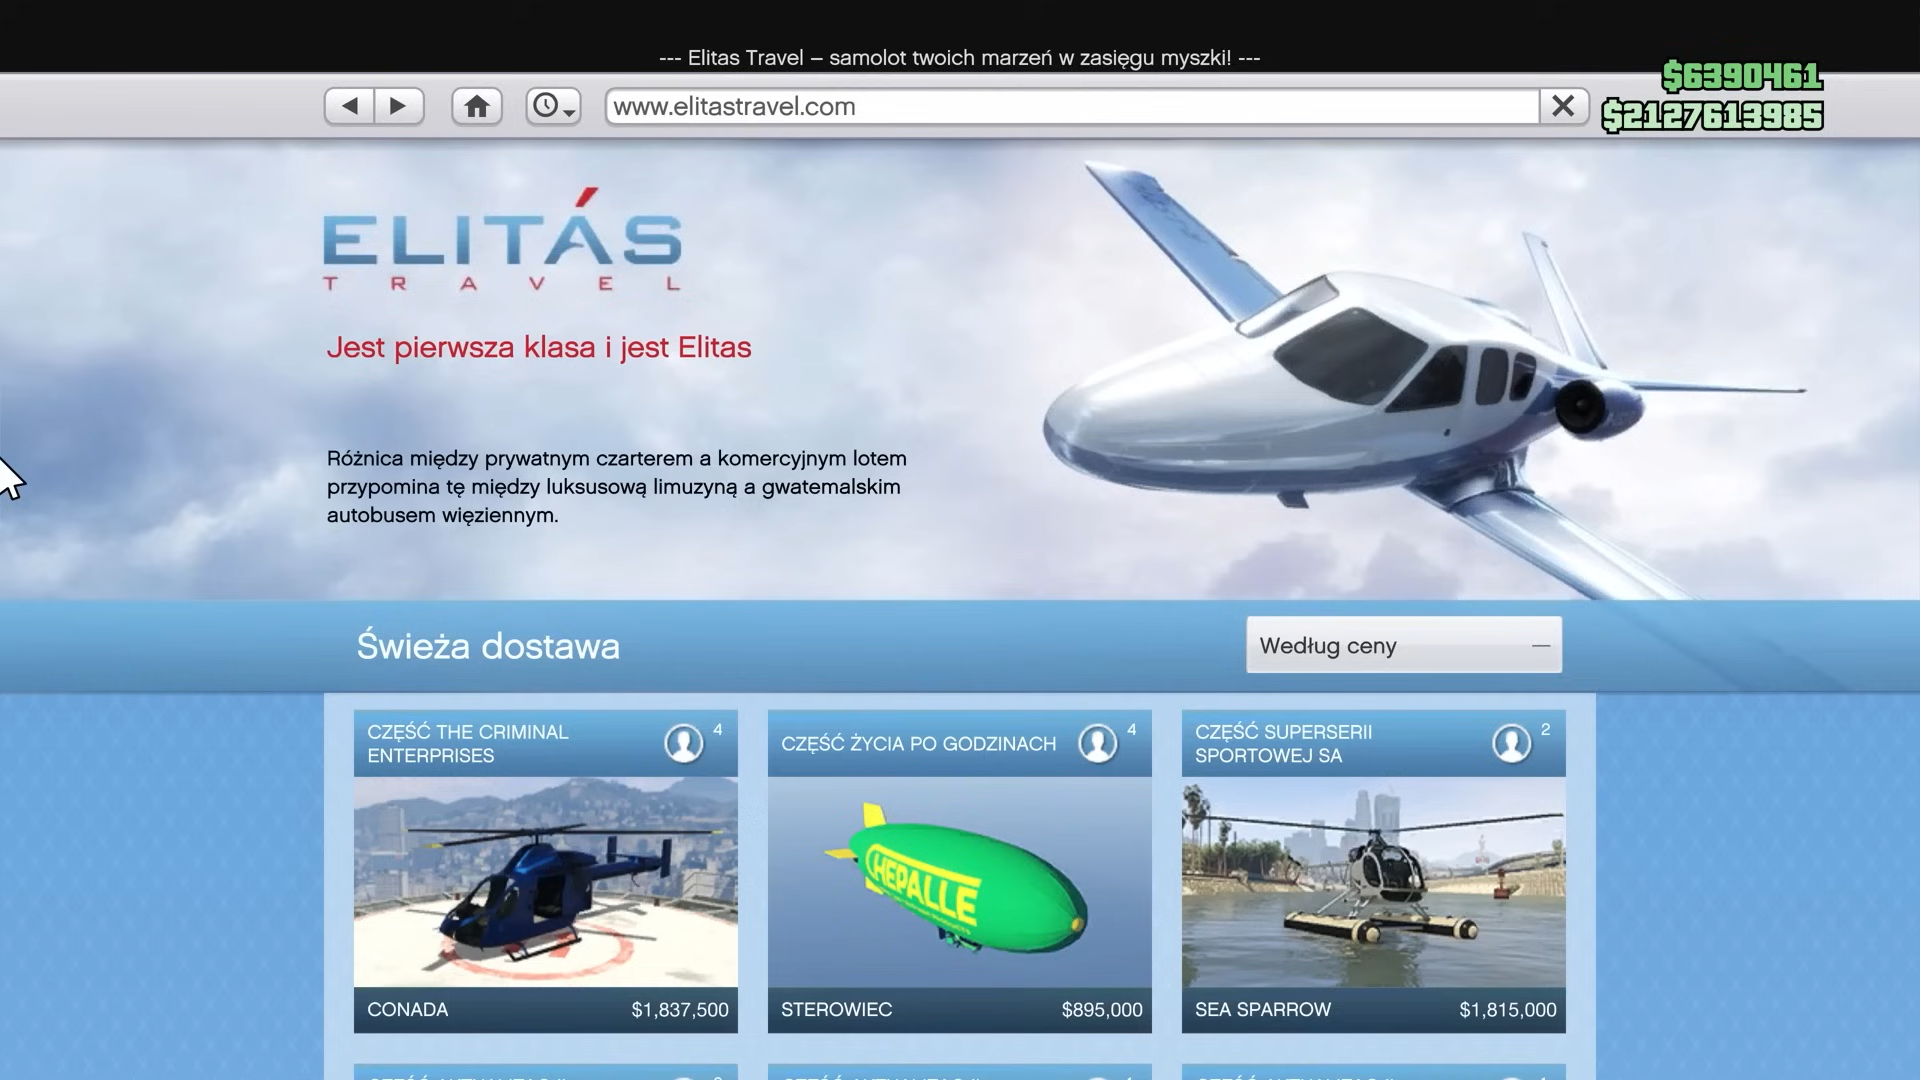 --- Elitas Travel – samolot twoich marzeń w zasięgu myszki! ---
$6390461
www.elitastravel.com
$2127613985
ELITÁS
TRAVEL
Jest pierwsza klasa i jest Elitas
Różnica między prywatnym czarterem a komercyjnym lotem
przypomina tę między luksusową limuzyną a gwatemalskim
autobusem więziennym.
Świeża dostawa
Według ceny
CZĘŚĆ THE CRIMINAL
ENTERPRISES
4
CZĘŚĆ ŻYCIA PO GODZINACH
4
CZĘŚĆ SUPERSERII
SPORTOWEJ SA
2
CHEPALLE
CONADA
$1,837,500
STEROWIEC
$895,000
SEA SPARROW
$1,815,000